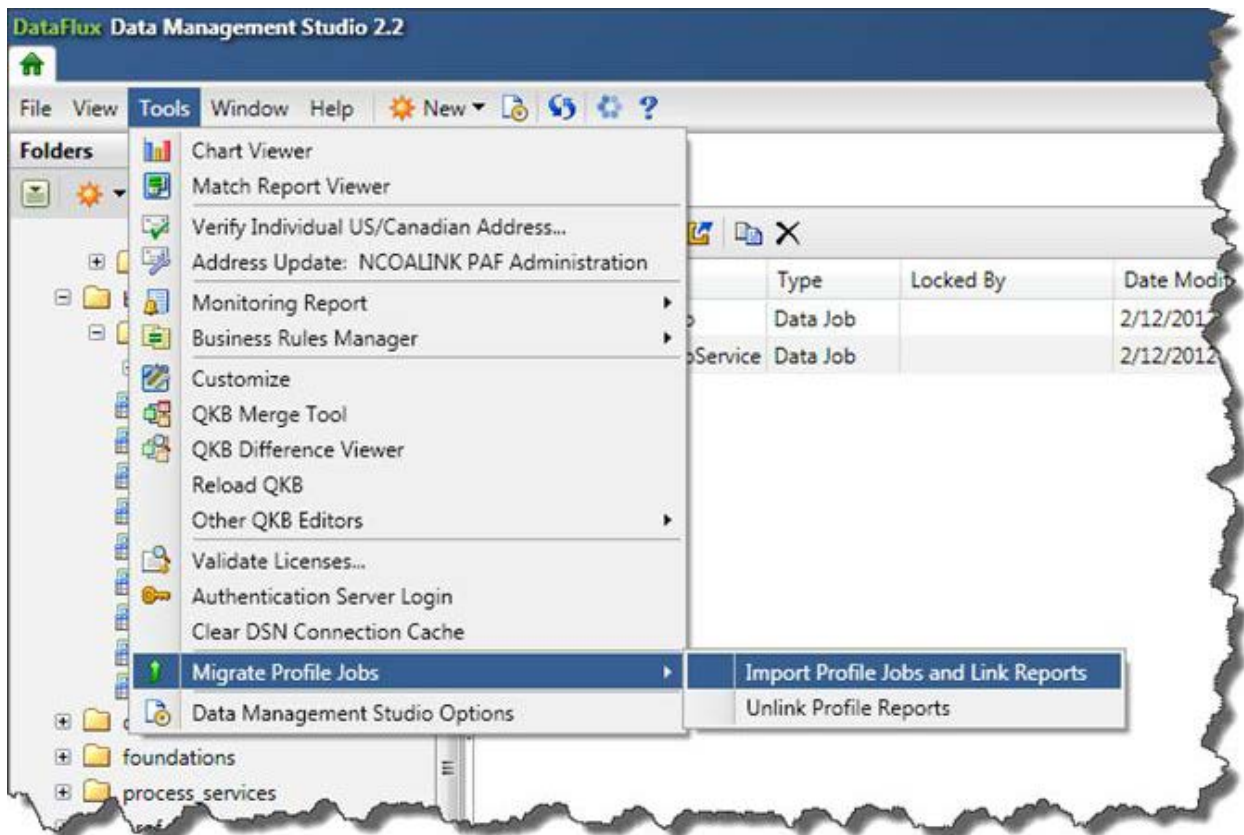 DataFlux Data Management Studio 2.2
File View Tools Window Help New ?
Folders
Chart Viewer
Match Report Viewer
Verify Individual US/Canadian Address...
Address Update: NCOALINK PAF Administration
Monitoring Report
Business Rules Manager
Customize
QKB Merge Tool
QKB Difference Viewer
Reload QKB
Other QKB Editors
Validate Licenses...
Authentication Server Login
Clear DSN Connection Cache
Migrate Profile Jobs
Data Management Studio Options
Import Profile Jobs and Link Reports
Unlink Profile Reports
Type Locked By Date Modif
Data Job 2/12/201
Service Data Job 2/12/2012
foundations
process_services